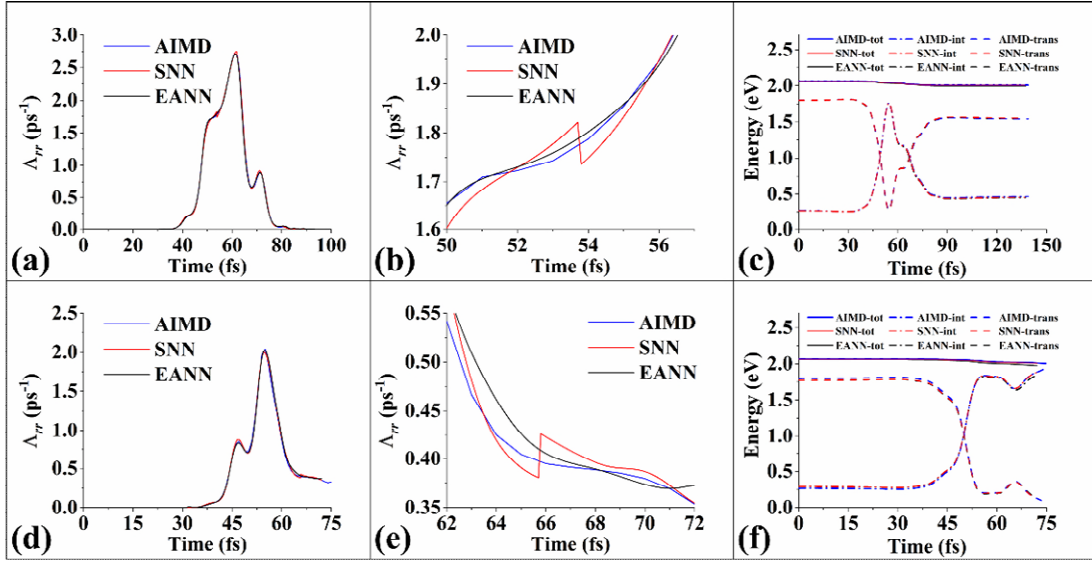 3.0
2.5
2.0
1.5
1.0
0.5
0.0
Λrr (ps-1)
AIMD
SNN
EANN
0 20 40 60 80 100
Time (fs)
(a)
2.0
1.9
1.8
1.7
1.6
Λrr (ps-1)
AIMD
SNN
EANN
50 52 54 56
Time (fs)
(b)
AIMD-tot AIMD-int AIMD-trans
SNN-tot SNN-int SNN-trans
EANN-tot EANN-int EANN-trans
2.5
2.0
1.5
1.0
0.5
0.0
Energy (eV)
0 30 60 90 120 150
Time (fs)
(c)
2.5
2.0
1.5
1.0
0.5
0.0
Λrr (ps-1)
AIMD
SNN
EANN
0 15 30 45 60 75
Time (fs)
(d)
0.55
0.50
0.45
0.40
0.35
Λrr (ps-1)
AIMD
SNN
EANN
62 64 66 68 70 72
Time (fs)
(e)
AIMD-tot AIMD-int AIMD-trans
SNN-tot SNN-int SNN-trans
EANN-tot EANN-int EANN-trans
2.5
2.0
1.5
1.0
0.5
0.0
Energy (eV)
0 15 30 45 60 75
Time (fs)
(f)